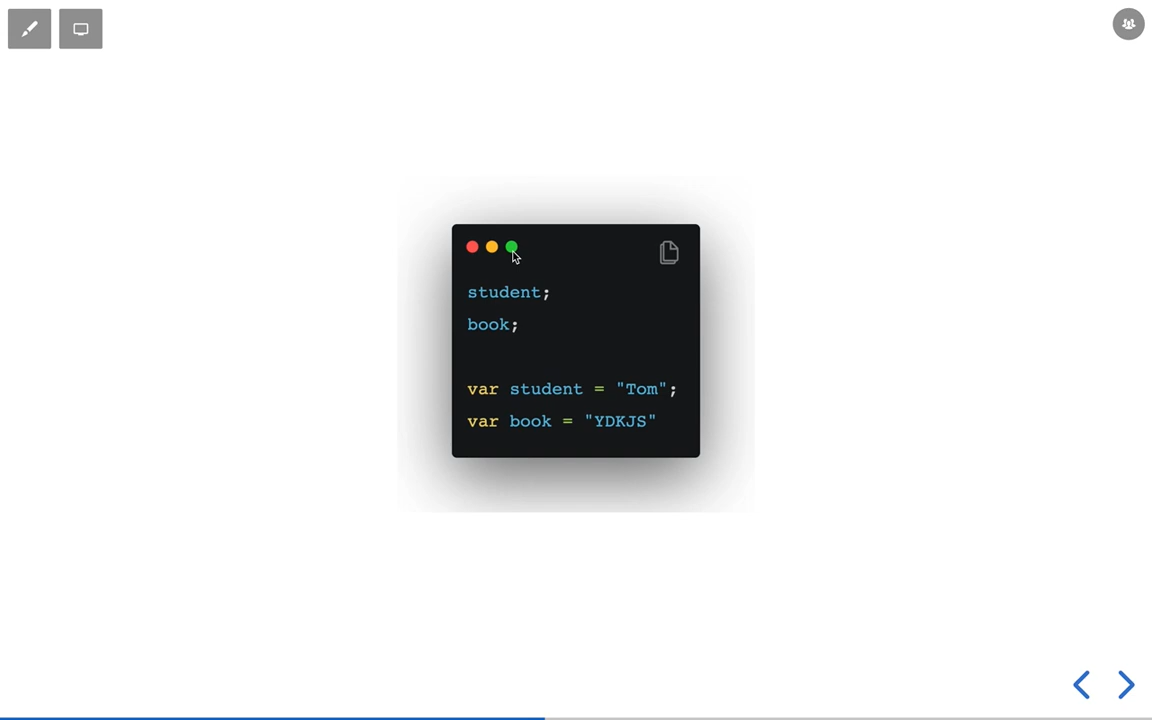 student;
book;
var student = "Tom";
var book = "YDKJS"